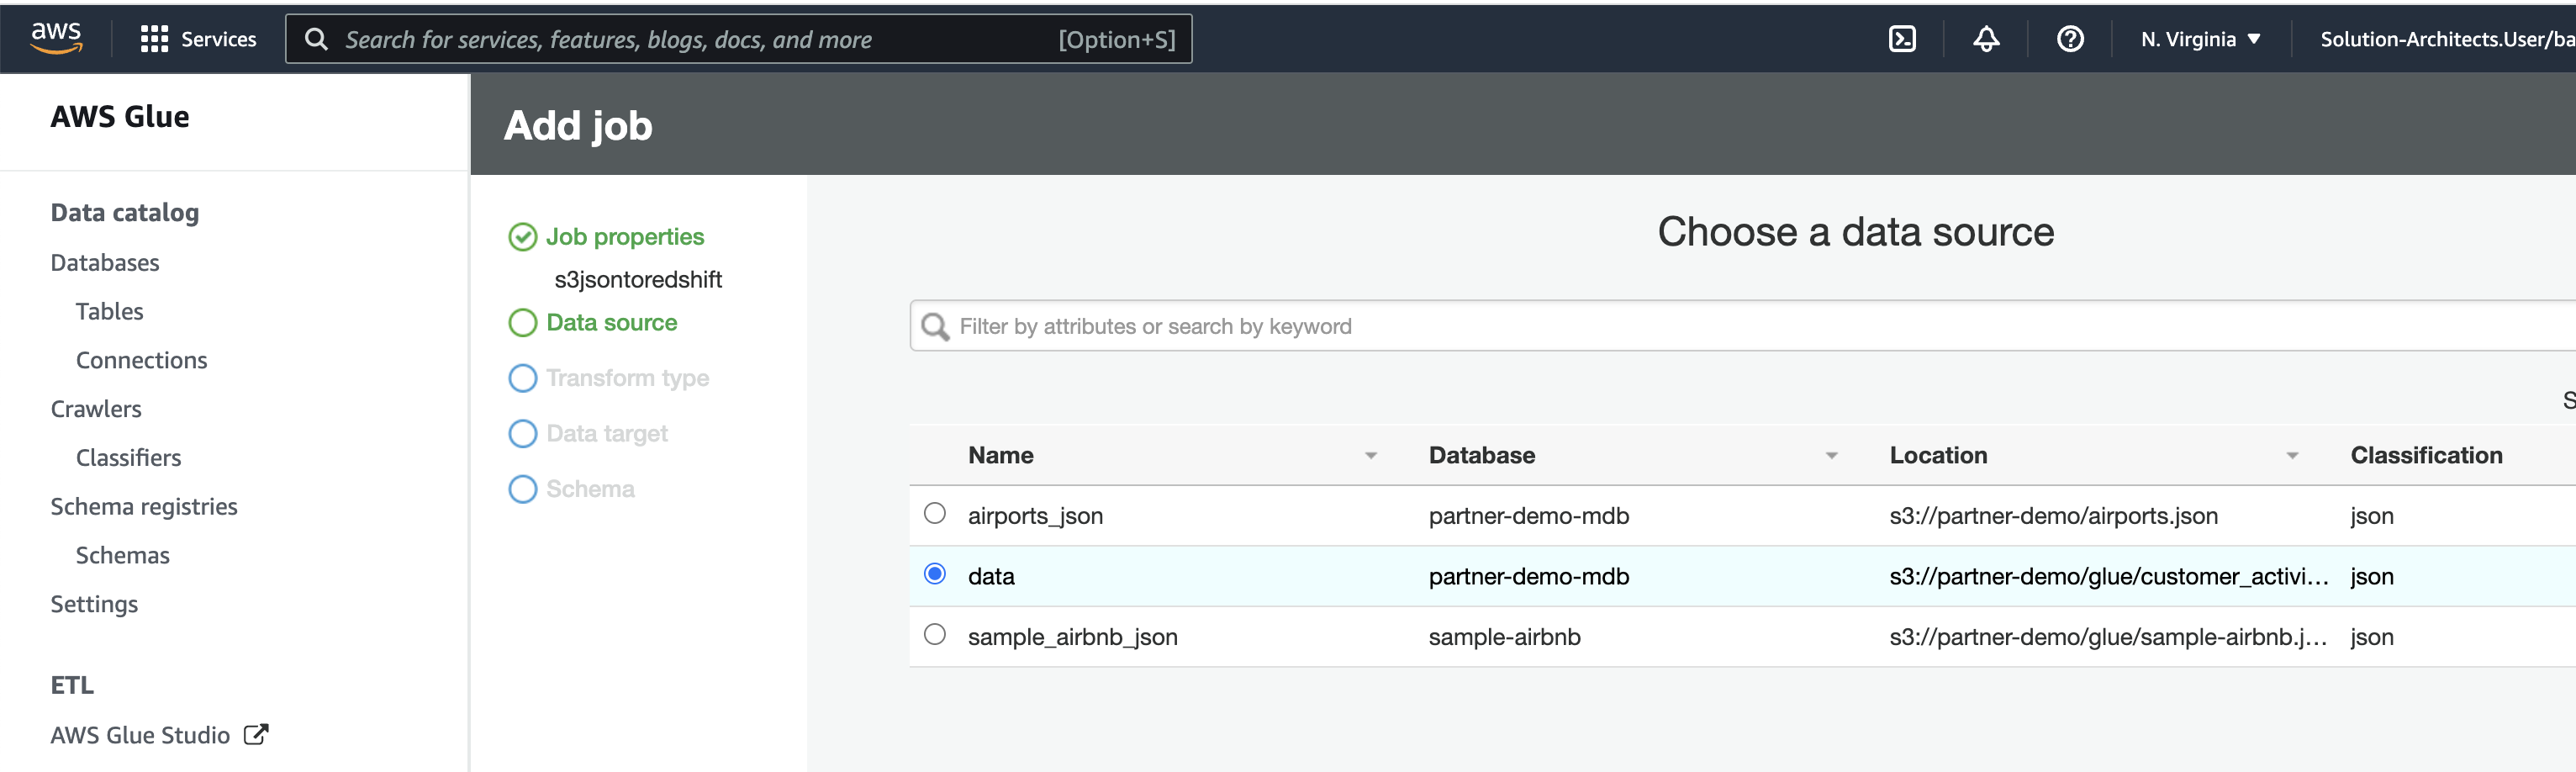 aws
Services
Search for services, features, blogs, docs, and more
[Option+S]
N. Virginia
Solution-Architects.User/ba
AWS Glue
Data catalog
Databases
Tables
Connections
Crawlers
Classifiers
Schema registries
Schemas
Settings
ETL
AWS Glue Studio
Add job
Job properties
s3jsontoredshift
Data source
Transform type
Data target
Schema
Choose a data source
Filter by attributes or search by keyword
S
Name Database Location Classification
airports_json partner-demo-mdb s3://partner-demo/airports.json json
data partner-demo-mdb s3://partner-demo/glue/customer_activi... json
sample_airbnb_json sample-airbnb s3://partner-demo/glue/sample-airbnb.j... json